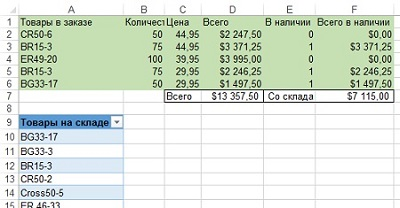 A B C D E F
1 Товары в заказе Количест Цена Всего В наличии Всего в наличии
2 CR50-6 50 44,95 $2 247,50 0 $0,00
3 BR15-3 75 44,95 $3 371,25 1 $3 371,25
4 ER49-20 100 39,95 $3 995,00 0 $0,00
5 BR15-3 75 29,95 $2 246,25 1 $2 246,25
6 BG33-17 50 29,95 $1 497,50 1 $1 497,50
7 Всего $13 357,50 Со склада $7 115,00
8
9 Товары на складе
10 BG33-17
11 BG33-3
12 BR15-3
13 CR50-2
14 Cross50-5
15 ER 46-33